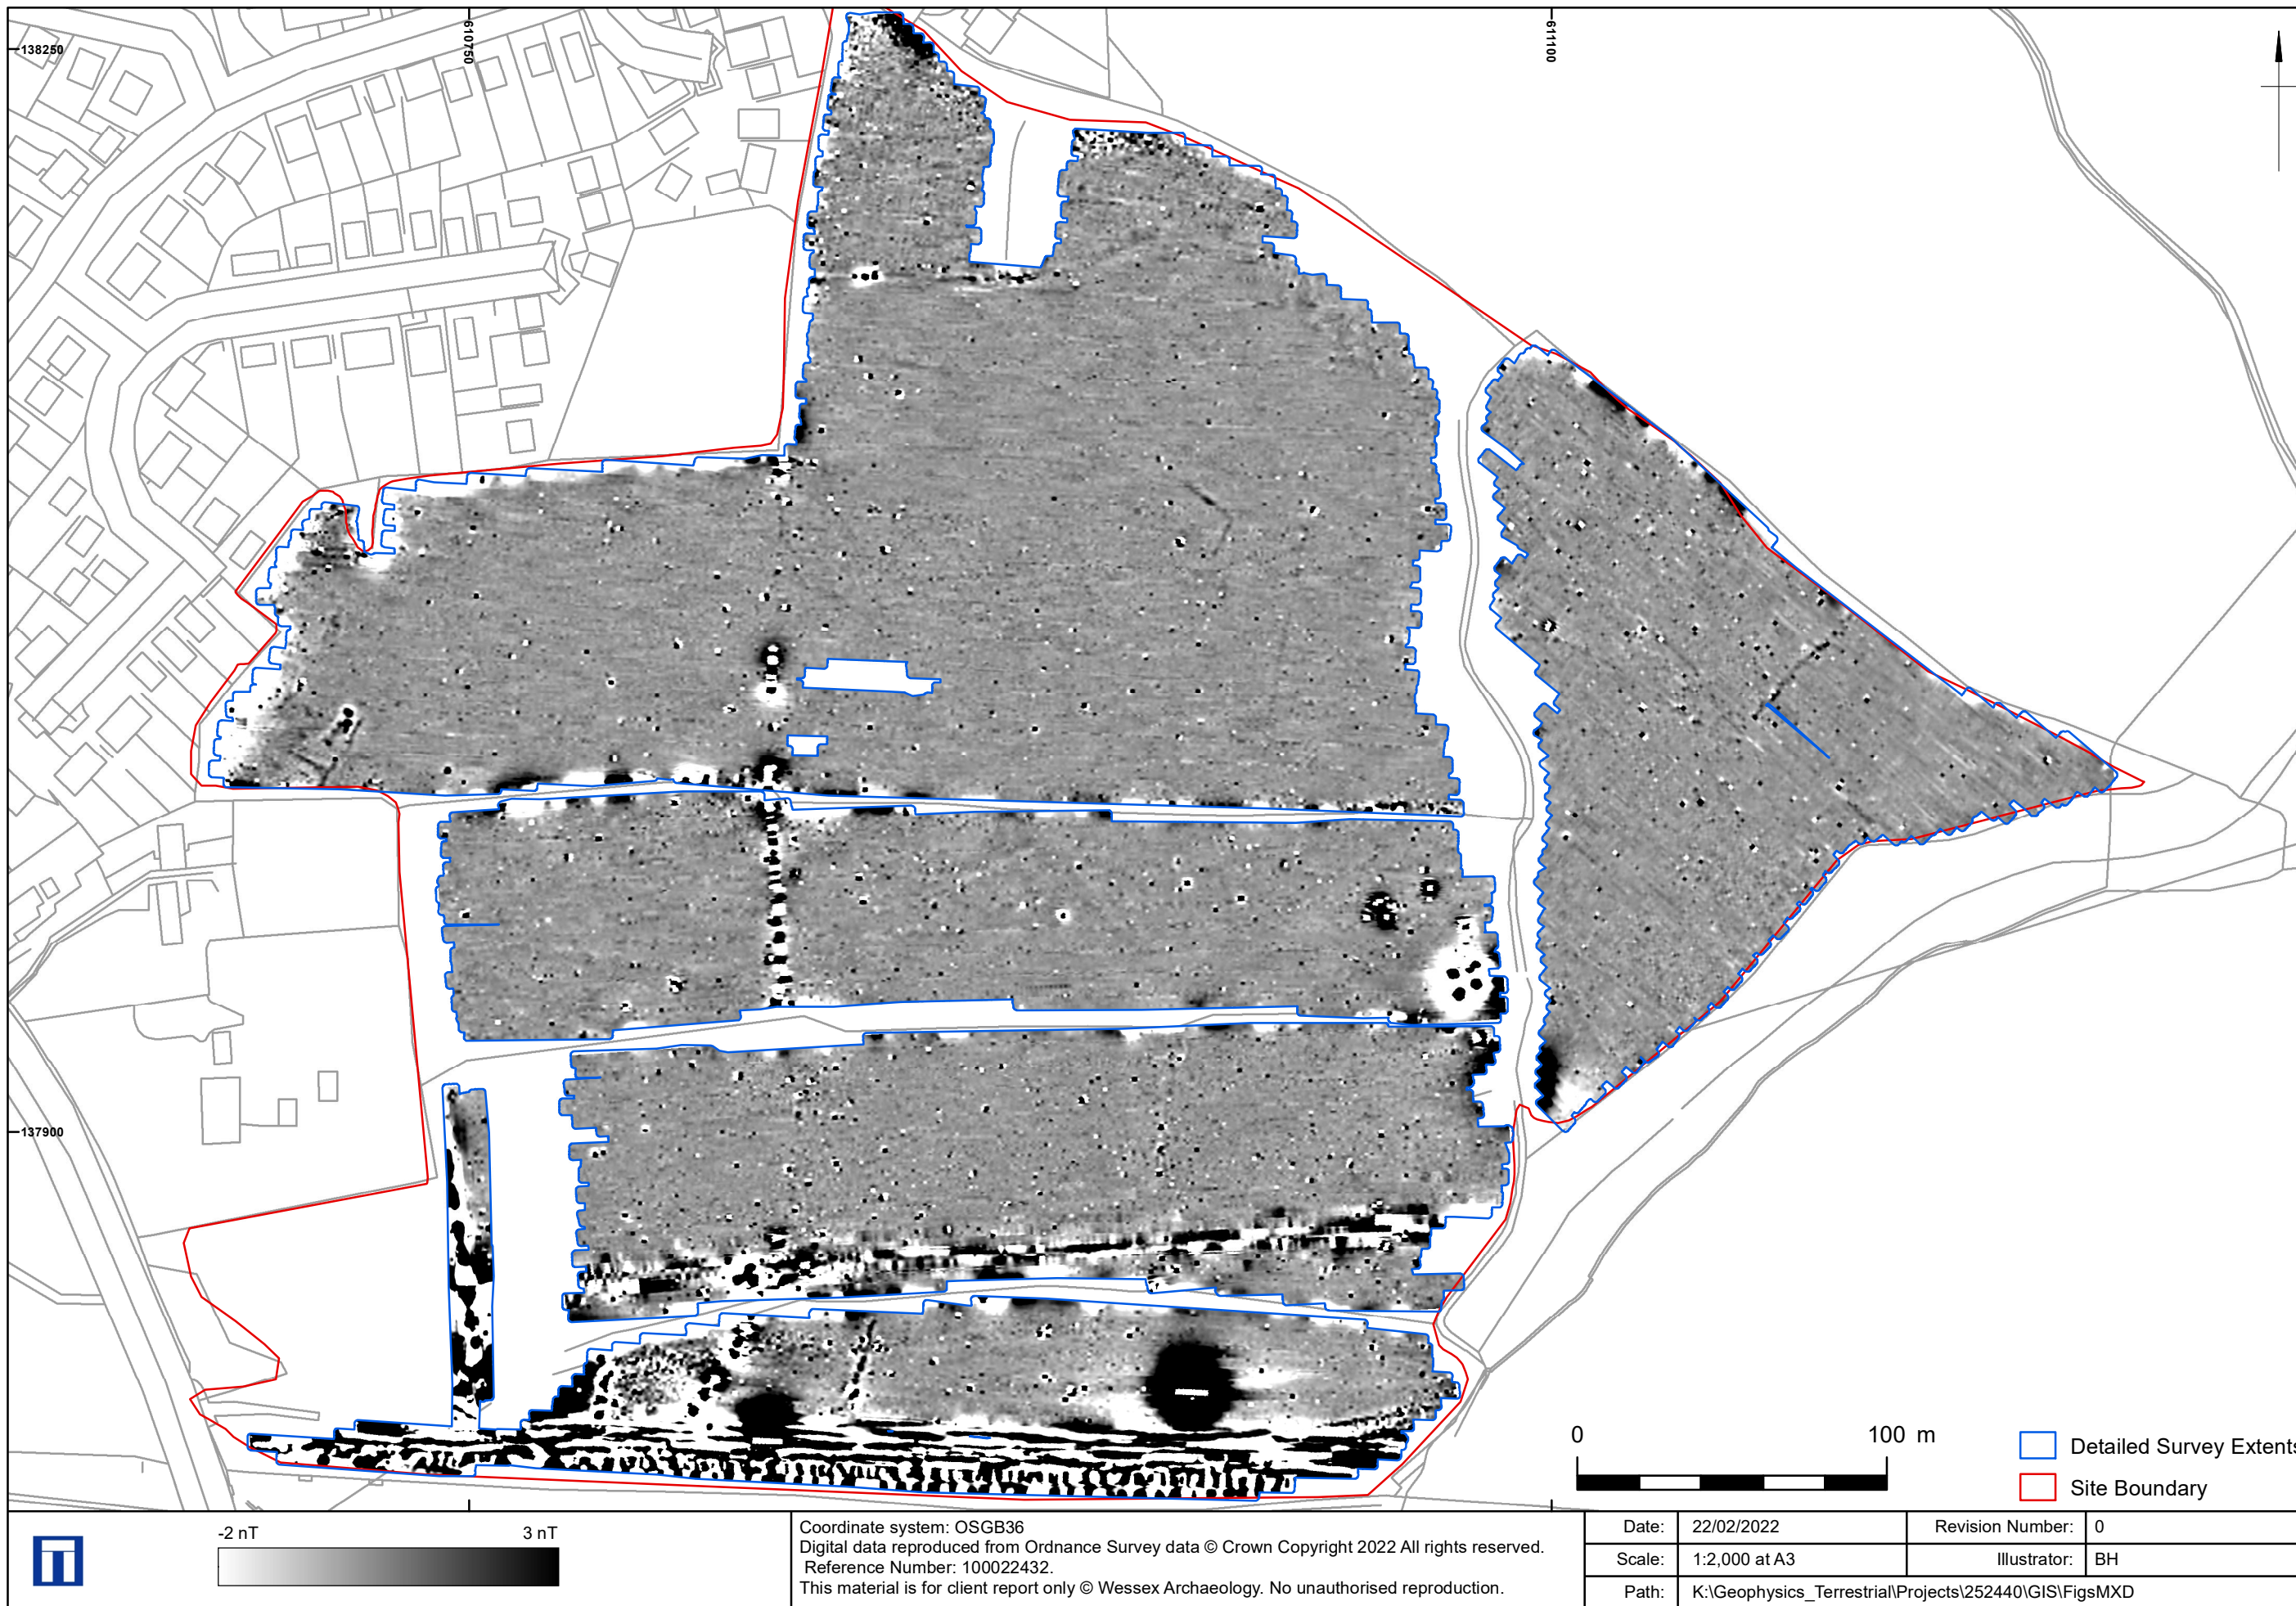 138250
610750
611100
137900
0
100 m
Detailed Survey Extents
Site Boundary
-2 nT
3 nT
Coordinate system: OSGB36
Digital data reproduced from Ordnance Survey data © Crown Copyright 2022 All rights reserved.
Reference Number: 100022432.
This material is for client report only © Wessex Archaeology. No unauthorised reproduction.
Date: 22/02/2022 Revision Number: 0
Scale: 1:2,000 at A3 Illustrator: BH
Path: K:\Geophysics_Terrestrial\Projects\252440\GIS\FigsMXD